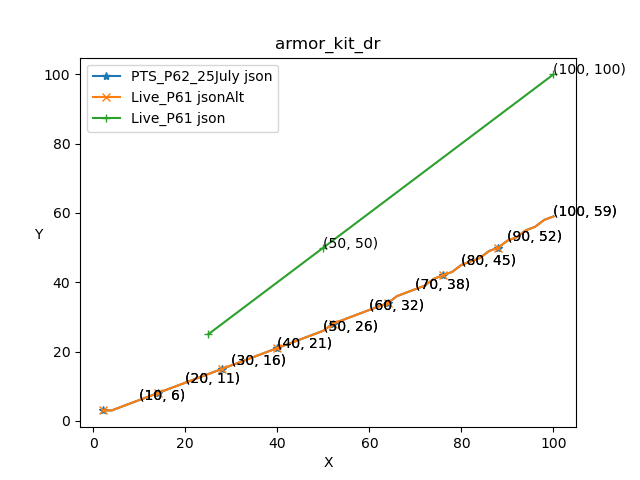 armor_kit_dr
PTS_P62_25July json
Live_P61 jsonAlt
Live_P61 json
(100, 100)
(50, 50)
(100, 59)
(90, 52)
(80, 45)
(70, 38)
(60, 32)
(50, 26)
(40, 21)
(30, 16)
(20, 11)
(10, 6)
100
80
60
40
20
0
Y
0 20 40 60 80 100
X